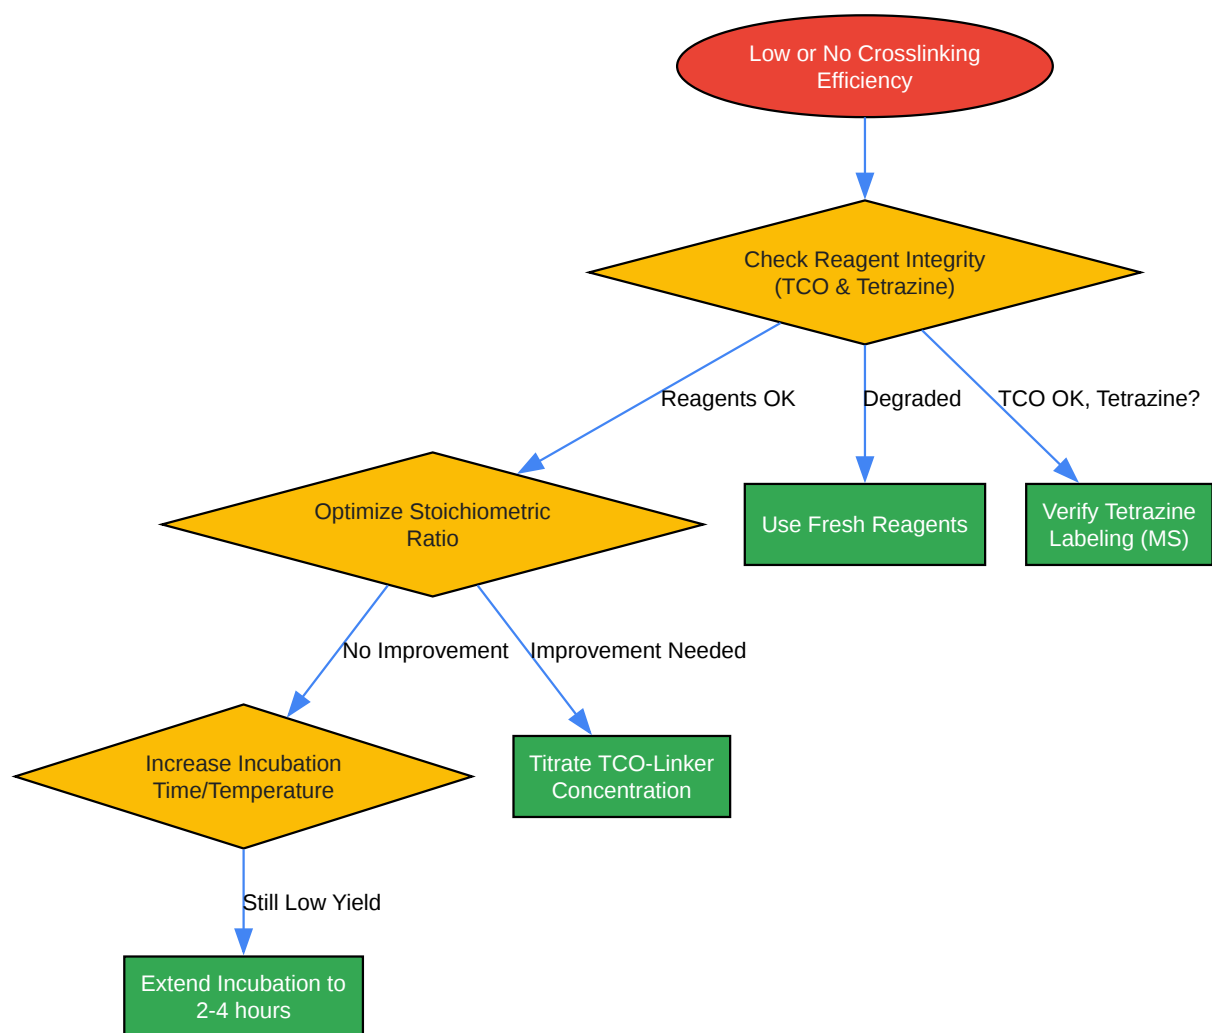 Low or No Crosslinking
Efficiency
Check Reagent Integrity
(TCO & Tetrazine)
Reagents OK
Degraded
TCO OK, Tetrazine?
Optimize Stoichiometric
Ratio
Use Fresh Reagents
Verify Tetrazine
Labeling (MS)
No Improvement
Improvement Needed
Increase Incubation
Time/Temperature
Titrate TCO-Linker
Concentration
Still Low Yield
Extend Incubation to
2-4 hours